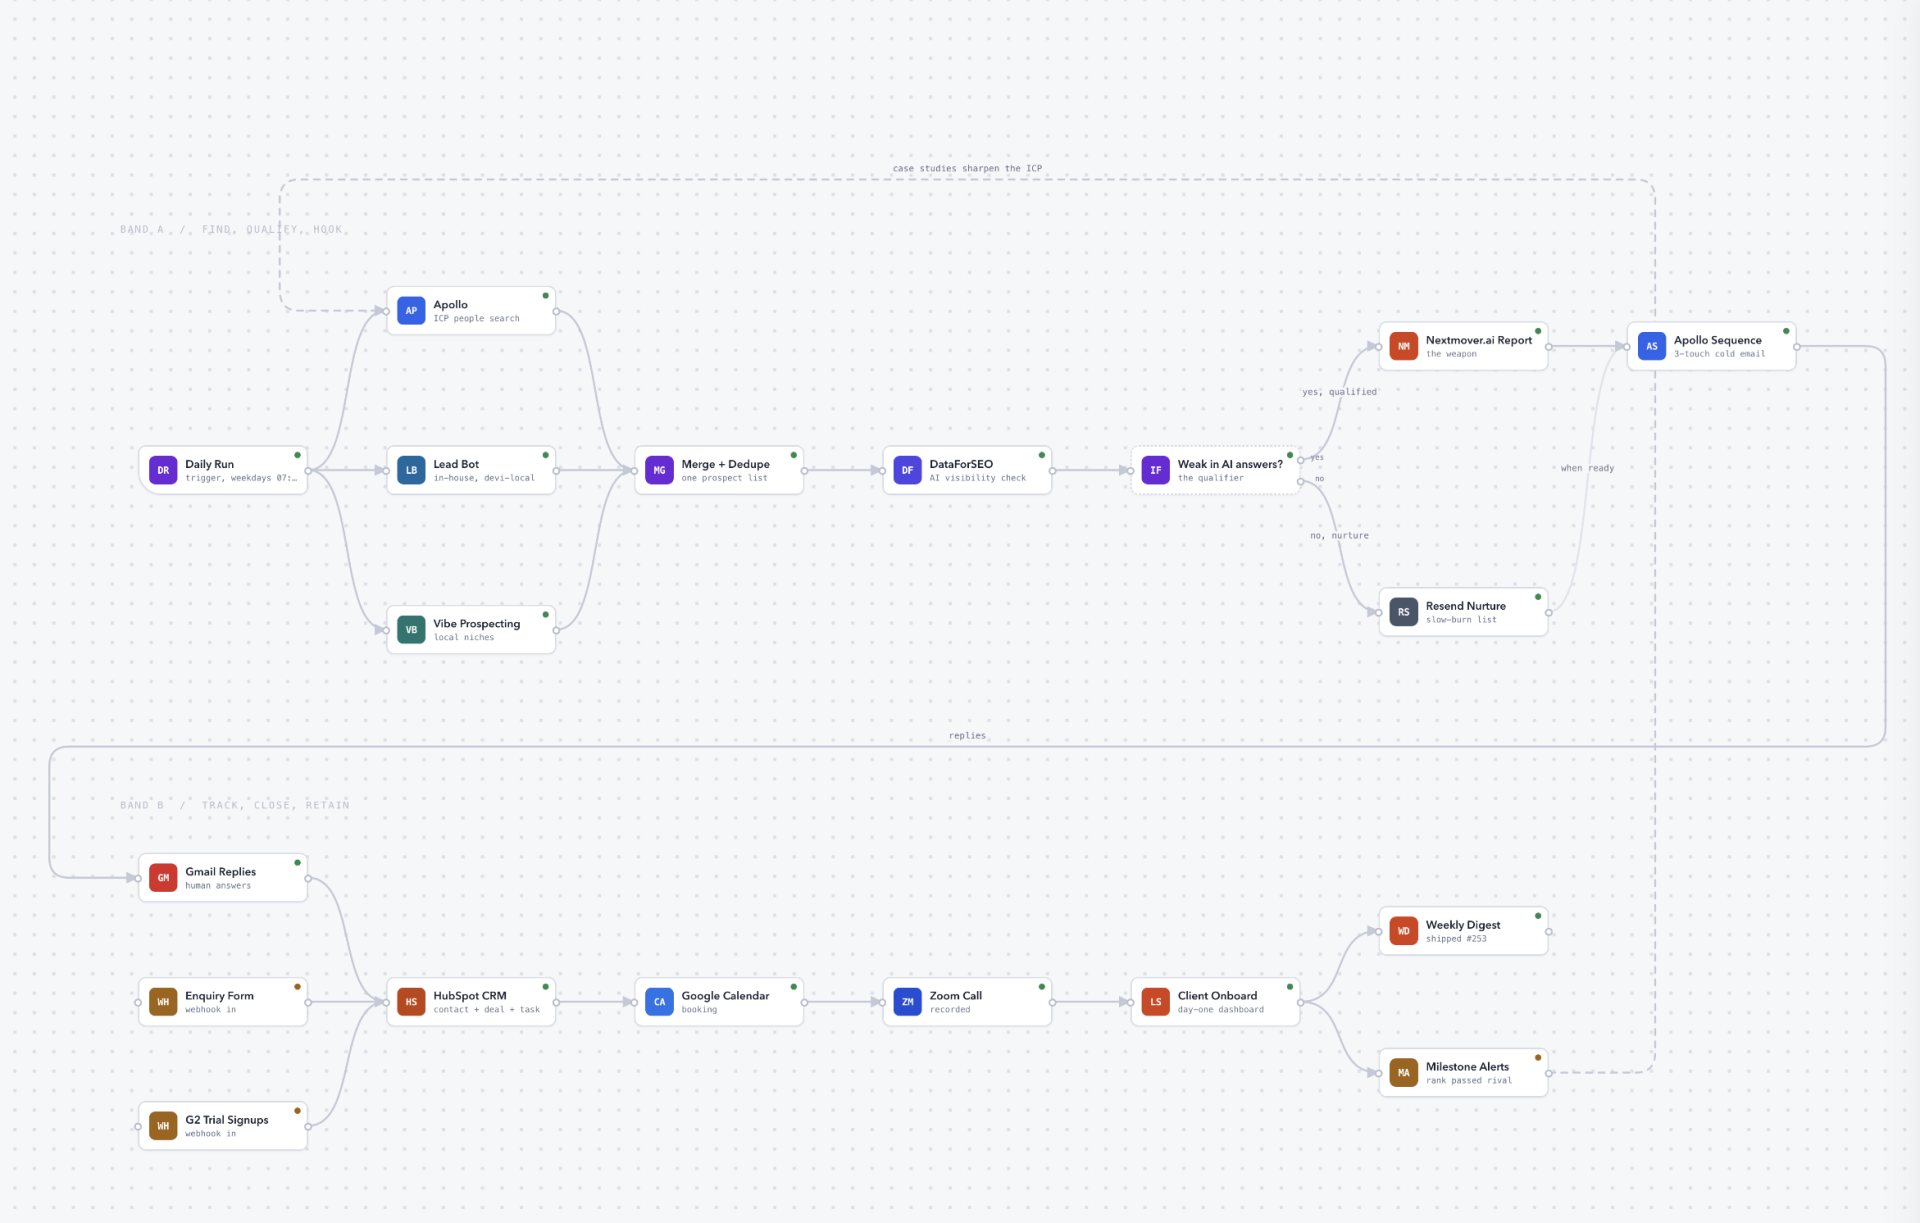 case studies sharpen the ICP
BAND A / FIND, QUALIFY, HOOK
AP
Apollo
ICP people search
NM
Nextmover.ai Report
the weapon
AS
Apollo Sequence
3-touch cold email
yes, qualified
DR
Daily Run
trigger, weekdays 07:…
LB
Lead Bot
in-house, devi-local
MG
Merge + Dedupe
one prospect list
DF
DataForSEO
AI visibility check
IF
Weak in AI answers?
the qualifier
yes
no
when ready
no, nurture
VB
Vibe Prospecting
local niches
RS
Resend Nurture
slow-burn list
replies
BAND B / TRACK, CLOSE, RETAIN
GM
Gmail Replies
human answers
WD
Weekly Digest
shipped #253
WH
Enquiry Form
webhook in
HS
HubSpot CRM
contact + deal + task
CA
Google Calendar
booking
ZM
Zoom Call
recorded
LS
Client Onboard
day-one dashboard
MA
Milestone Alerts
rank passed rival
WH
G2 Trial Signups
webhook in